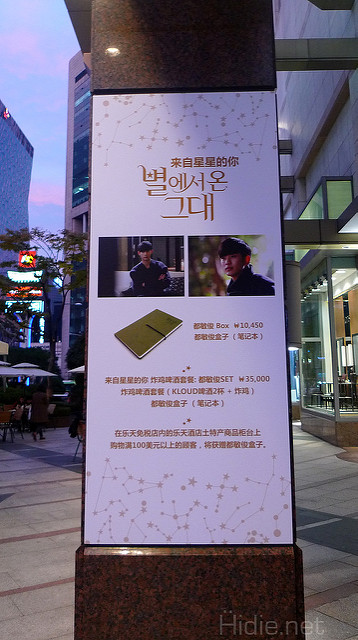 来自星星的你
별에서 온
그대
都敏俊 Box ₩10,450
都敏俊盒子（笔记本）
来自星星的你 炸鸡啤酒套餐: 都敏俊SET ₩35,000
炸鸡啤酒套餐（KLOUD啤酒2杯 + 炸鸡）
都敏俊盒子（笔记本）
在乐天免税店内的乐天酒店土特产商品柜台上
购物满100美元以上的顾客，将获赠都敏俊盒子。
Hidie.net